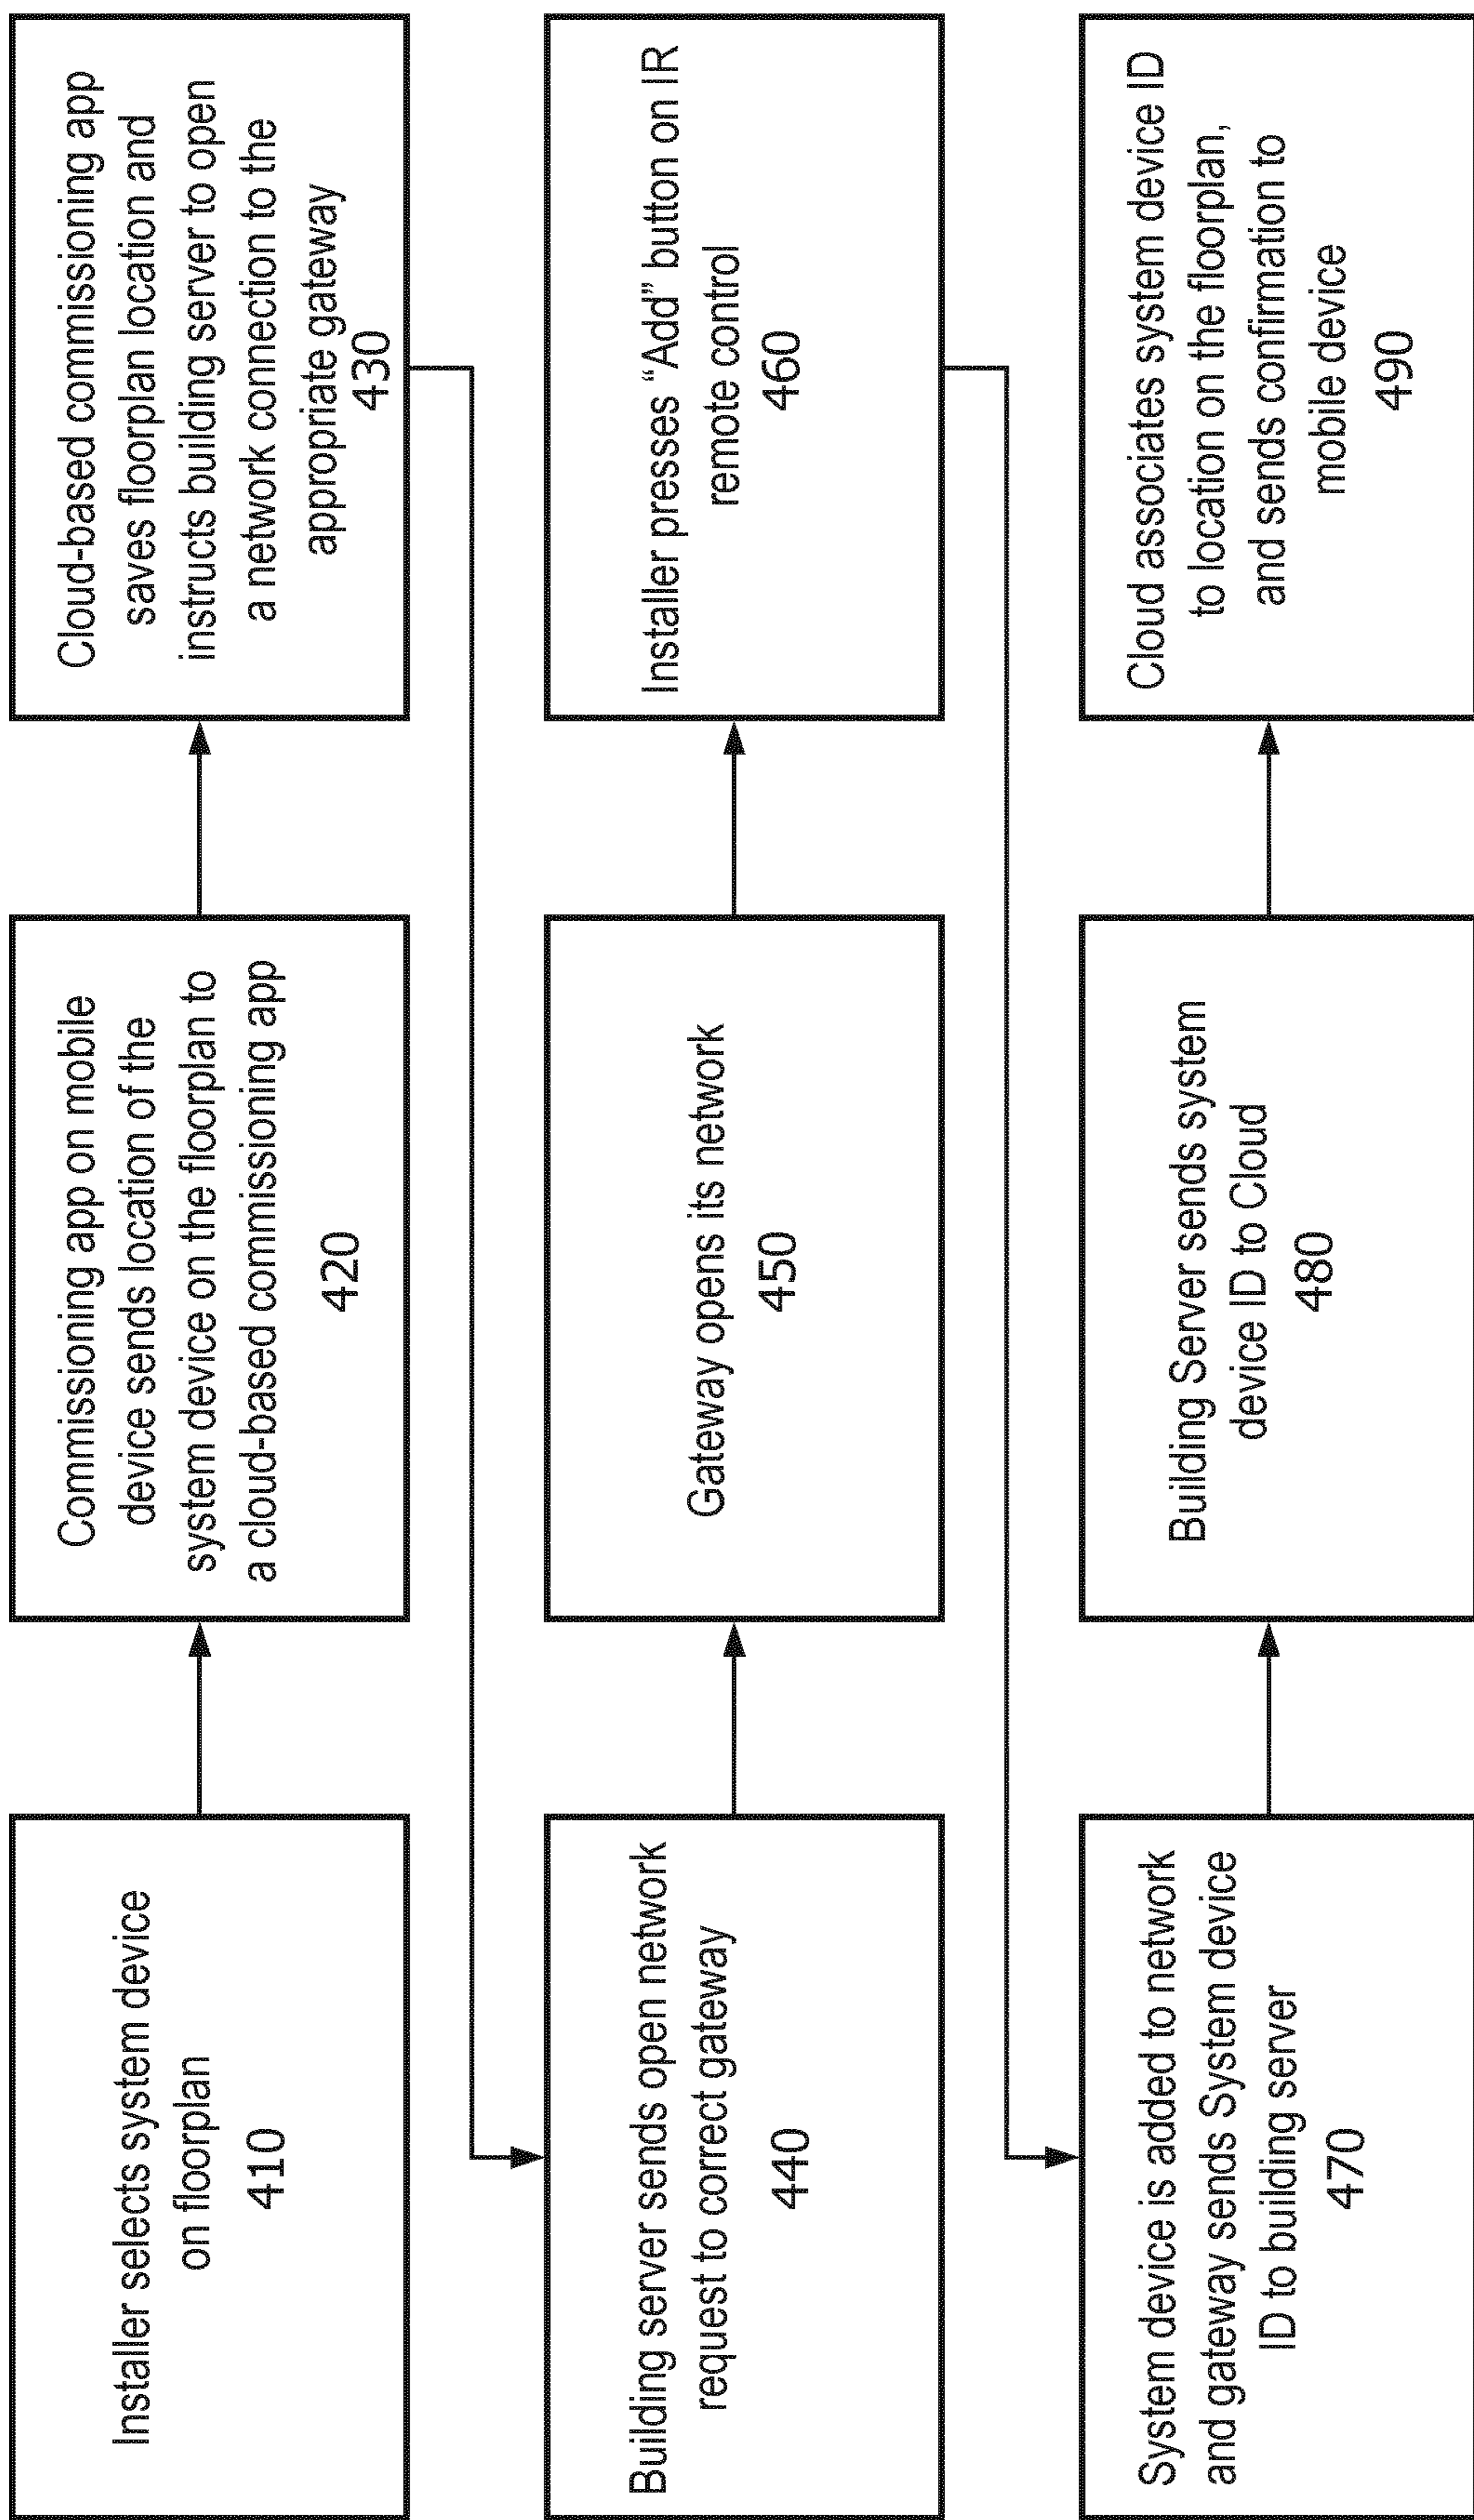 Installer selects system device
on floorplan
410
Commissioning app on mobile
device sends location of the
system device on the floorplan to
a cloud-based commissioning app
420
Cloud-based commissioning app
saves floorplan location and
instructs building server to open
a network connection to the
appropriate gateway
430
Building server sends open network
request to correct gateway
440
Gateway opens its network
450
Installer presses “Add” button on IR
remote control
460
System device is added to network
and gateway sends System device
ID to building server
470
Building Server sends system
device ID to Cloud
480
Cloud associates system device ID
to location on the floorplan,
and sends confirmation to
mobile device
490